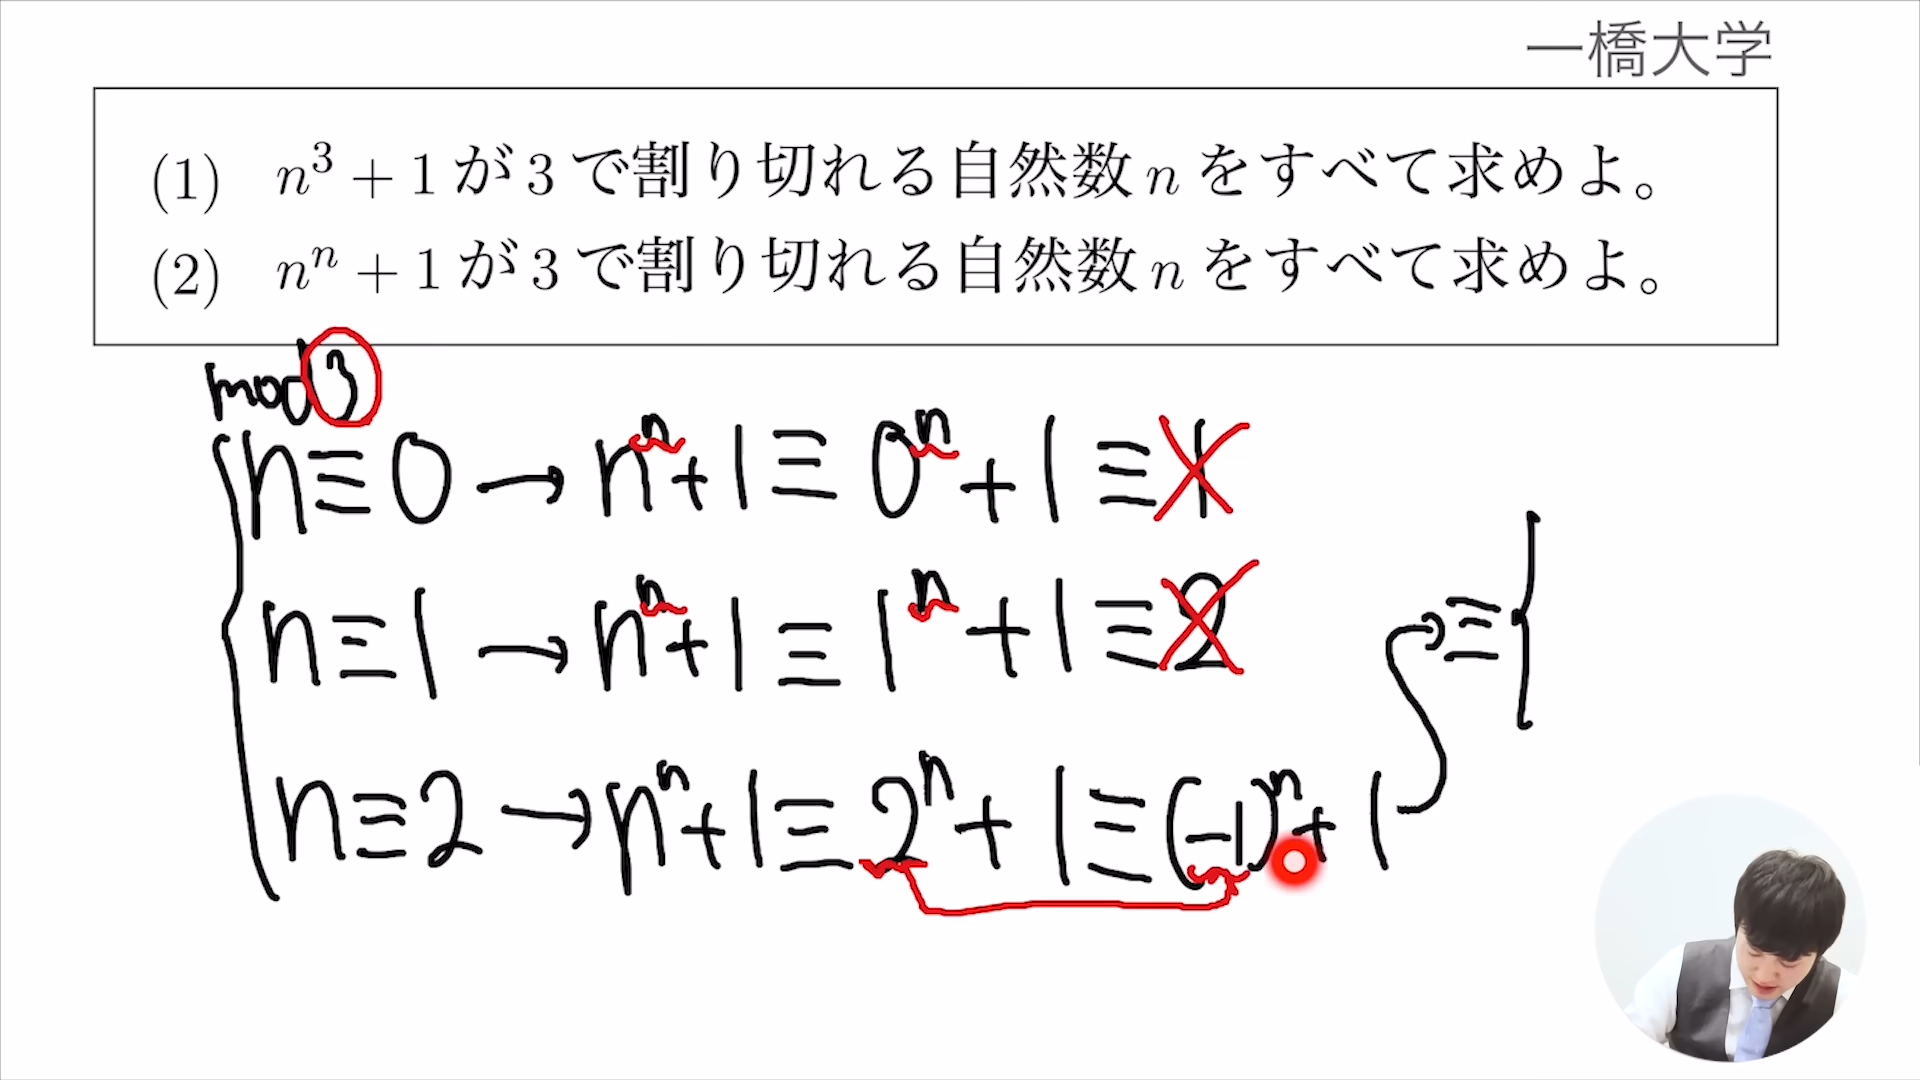 一橋大学
(1) n³ + 1 が 3 で割り切れる自然数 n をすべて求めよ。
(2) nⁿ + 1 が 3 で割り切れる自然数 n をすべて求めよ。
mod 3
n≡0 → nⁿ+1≡0ⁿ+1≡1
n≡1 → nⁿ+1≡1ⁿ+1≡2
n≡2 → nⁿ+1≡2ⁿ+1≡(-1)ⁿ+1
≡{